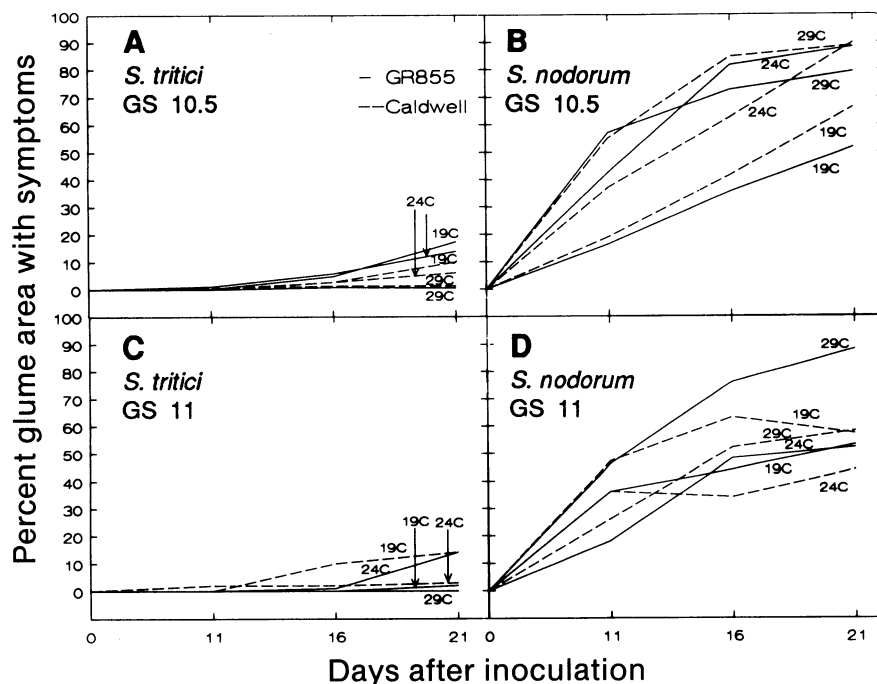 Percent glume area with symptoms
100
90
80
70
60
50
40
30
20
10
0
A
S. tritici
GS 10.5
— GR855
--- Caldwell
24C
19C
19C
29C
29C
B
S. nodorum
GS 10.5
29C
24C
29C
24C
19C
19C
100
90
80
70
60
50
40
30
20
10
0
C
S. tritici
GS 11
19C
24C
19C
24C
29C
D
S. nodorum
GS 11
29C
19C
29C
24C
19C
24C
0 11 16 21
0 11 16 21
Days after inoculation